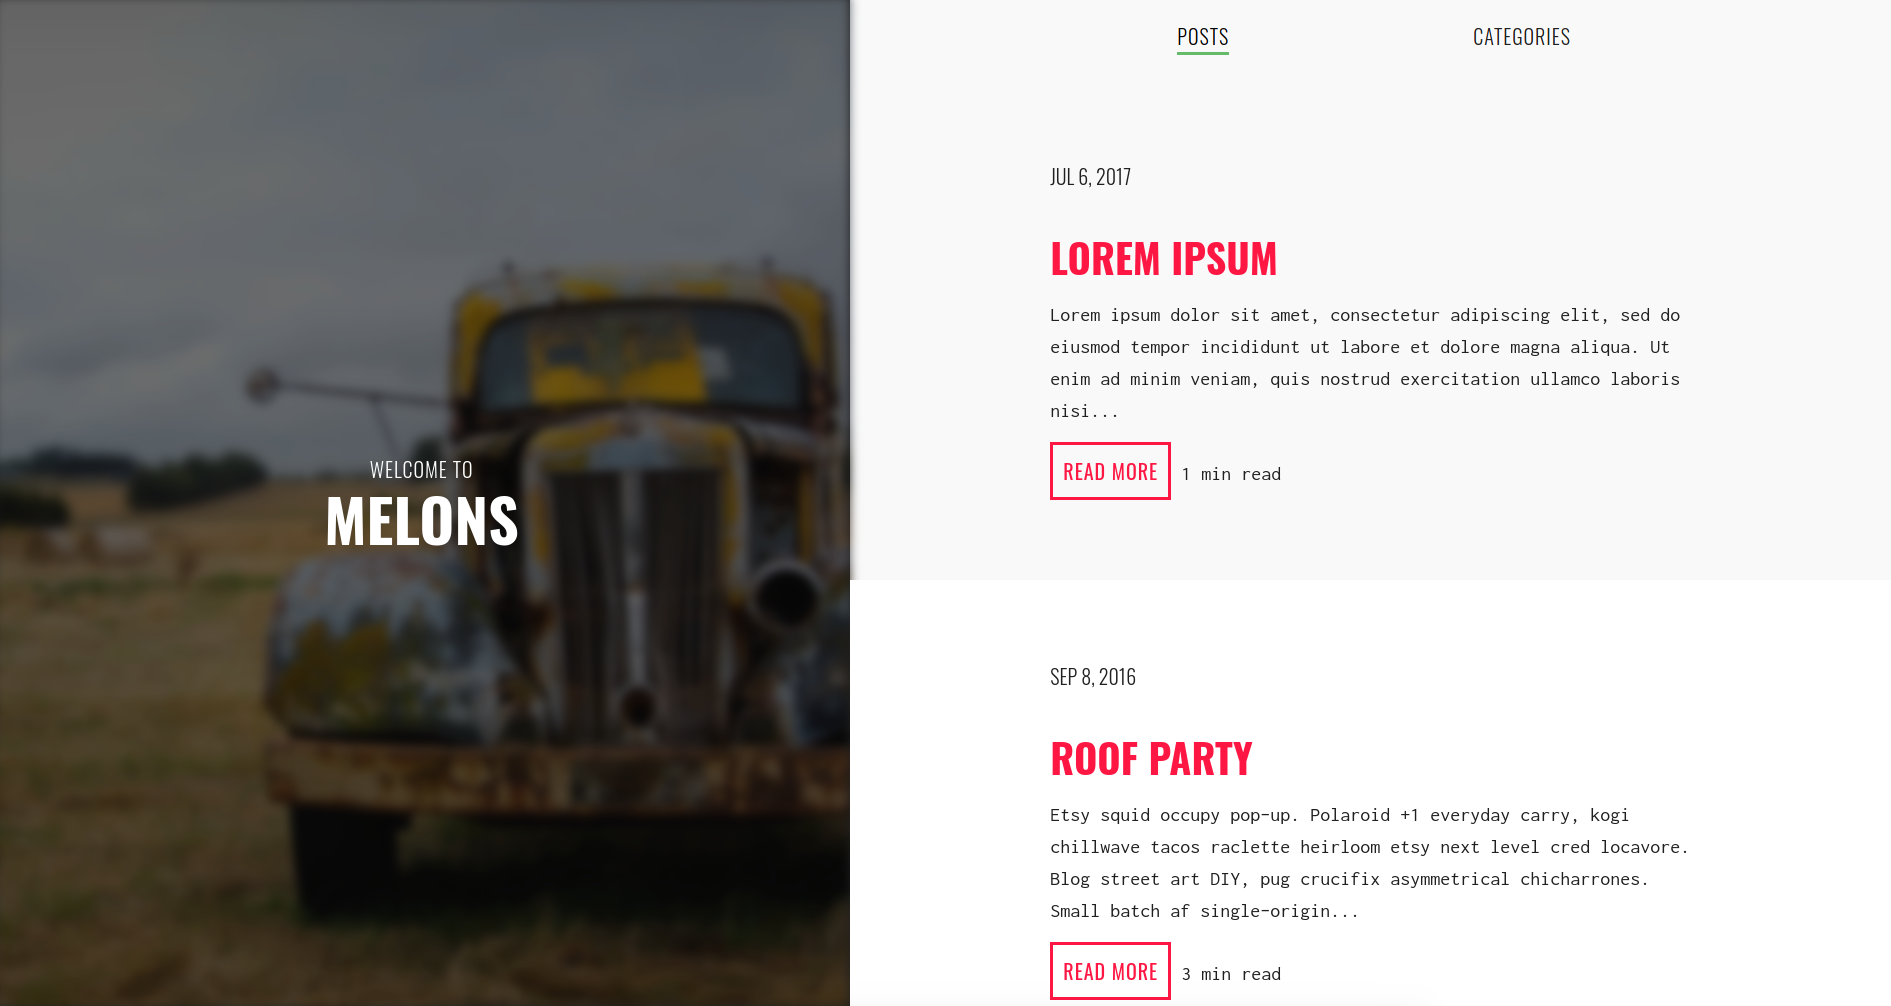 WELCOME TO
MELONS
POSTS
CATEGORIES
JUL 6, 2017
LOREM IPSUM
Lorem ipsum dolor sit amet, consectetur adipiscing elit, sed do
eiusmod tempor incididunt ut labore et dolore magna aliqua. Ut
enim ad minim veniam, quis nostrud exercitation ullamco laboris
nisi...
READ MORE 1 min read
SEP 8, 2016
ROOF PARTY
Etsy squid occupy pop-up. Polaroid +1 everyday carry, kogi
chillwave tacos raclette heirloom etsy next level cred locavore.
Blog street art DIY, pug crucifix asymmetrical chicharrones.
Small batch af single-origin...
READ MORE 3 min read